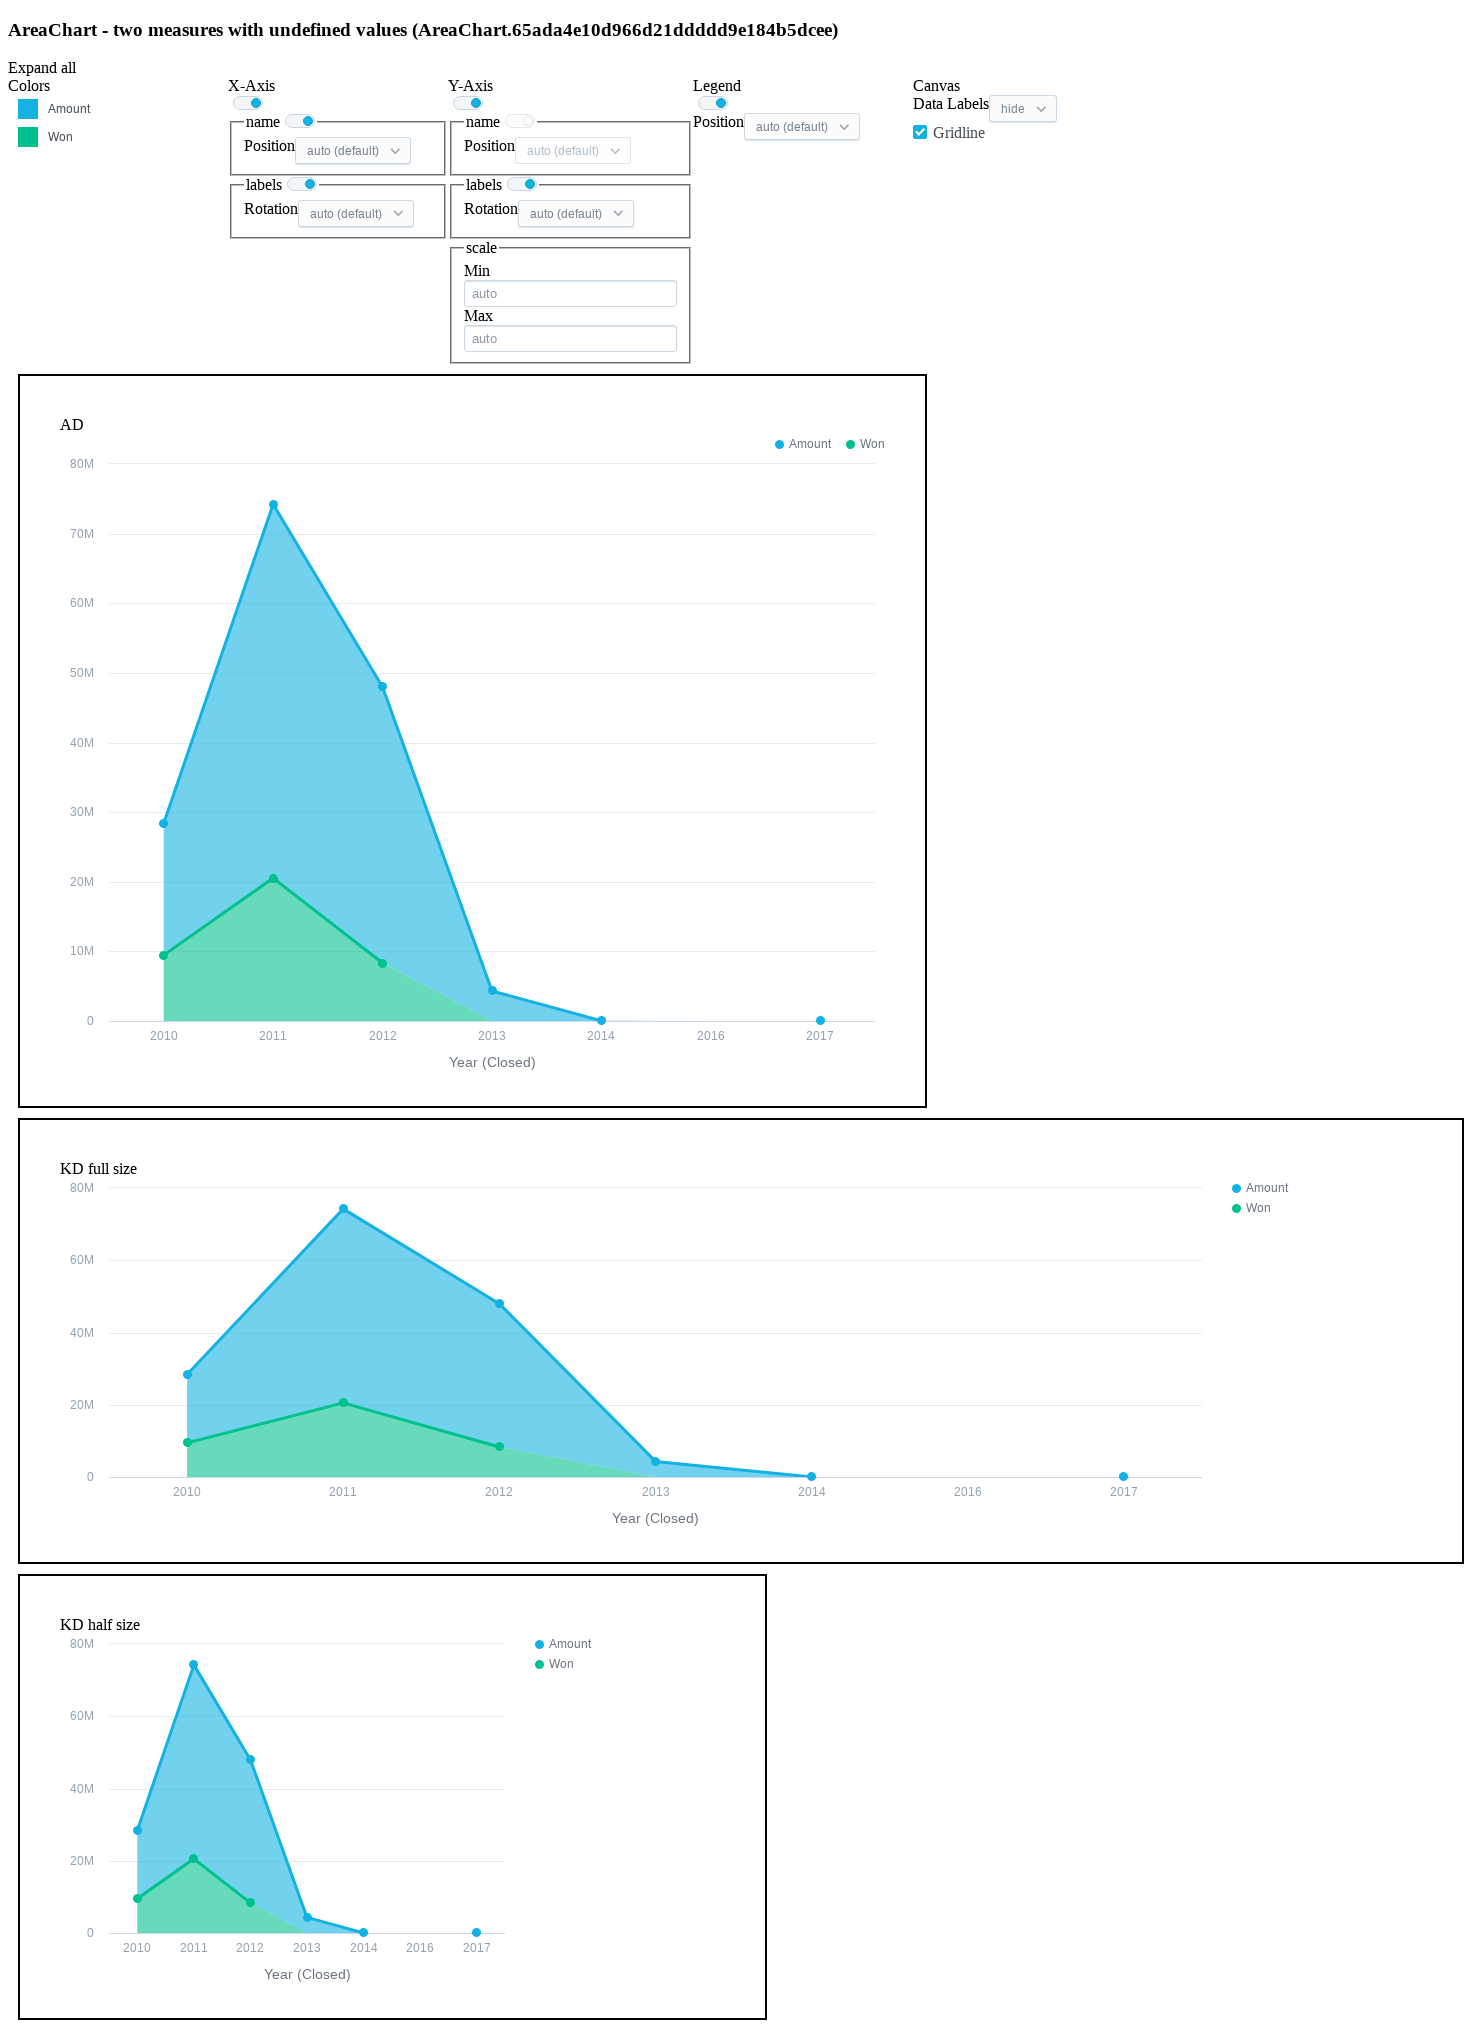 AreaChart - two measures with undefined values (AreaChart.65ada4e10d966d21ddddd9e184b5dcee)
Expand all
Colors
Amount
Won
X-Axis
name
Position auto (default)
labels
Rotation auto (default)
Y-Axis
name
Position auto (default)
labels
Rotation auto (default)
scale
Min
auto
Max
auto
Legend
Position auto (default)
Canvas
Data Labels hide
Gridline
AD
Amount Won
80M
70M
60M
50M
40M
30M
20M
10M
0
2010 2011 2012 2013 2014 2016 2017
Year (Closed)
KD full size
Amount
Won
80M
60M
40M
20M
0
2010 2011 2012 2013 2014 2016 2017
Year (Closed)
KD half size
Amount
Won
80M
60M
40M
20M
0
2010 2011 2012 2013 2014 2016 2017
Year (Closed)